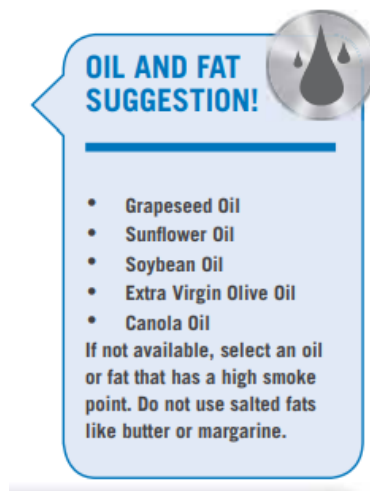 OIL AND FAT
SUGGESTION!
• Grapeseed Oil
• Sunflower Oil
• Soybean Oil
• Extra Virgin Olive Oil
• Canola Oil
If not available, select an oil
or fat that has a high smoke
point. Do not use salted fats
like butter or margarine.